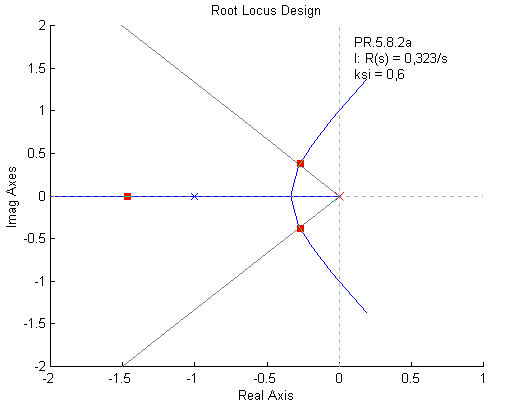 Root Locus Design
PR.5.8.2a
I: R(s) = 0,323/s
ksi = 0,6
Imag Axes
2
1.5
1
0.5
0
-0.5
-1
-1.5
-2
-2 -1.5 -1 -0.5 0 0.5 1
Real Axis